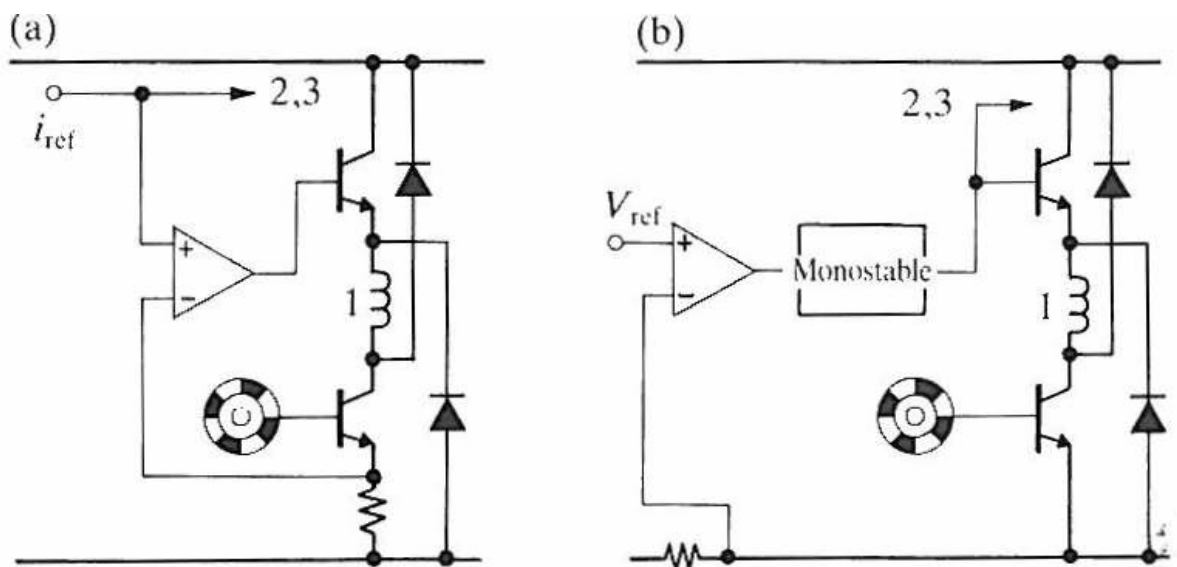 (a)
2,3
i_ref
+
−
1
(b)
2,3
V_ref
+
−
Monostable
1